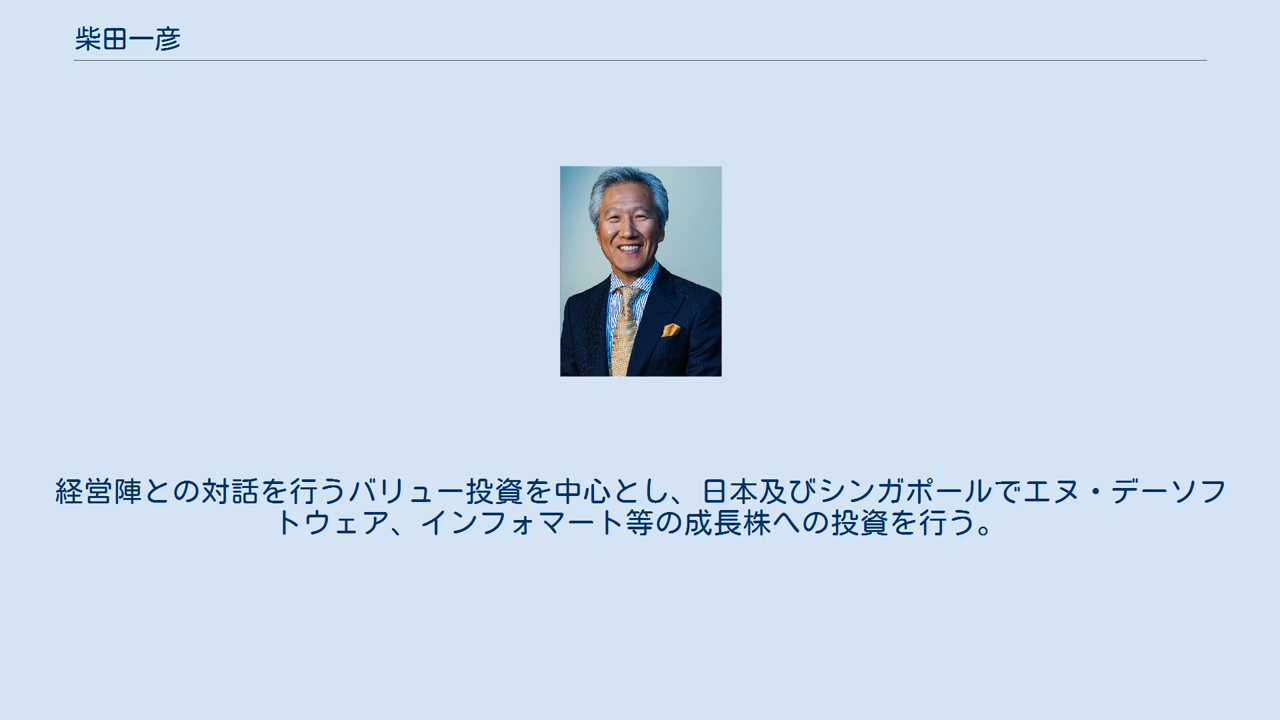 柴田一彦
経営陣との対話を行うバリュー投資を中心とし、日本及びシンガポールでエヌ・デーソフ
トウェア、インフォマート等の成長株への投資を行う。